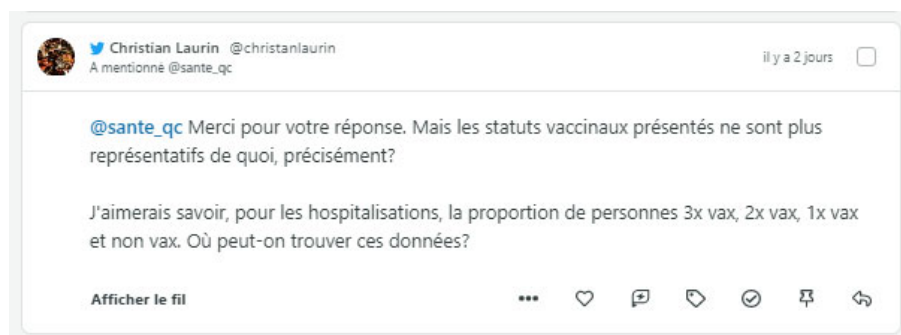 Christian Laurin @christanlaurin
A mentionné @sante_qc
il y a 2 jours
@sante_qc Merci pour votre réponse. Mais les statuts vaccinaux présentés ne sont plus
représentatifs de quoi, précisément?
J'aimerais savoir, pour les hospitalisations, la proportion de personnes 3x vax, 2x vax, 1x vax
et non vax. Où peut-on trouver ces données?
Afficher le fil